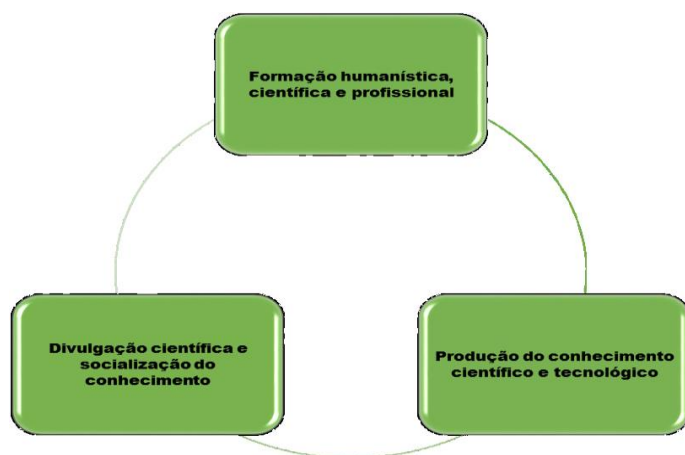 Formação humanística,
científica e profissional
Divulgação científica e
socialização do
conhecimento
Produção do conhecimento
científico e tecnológico